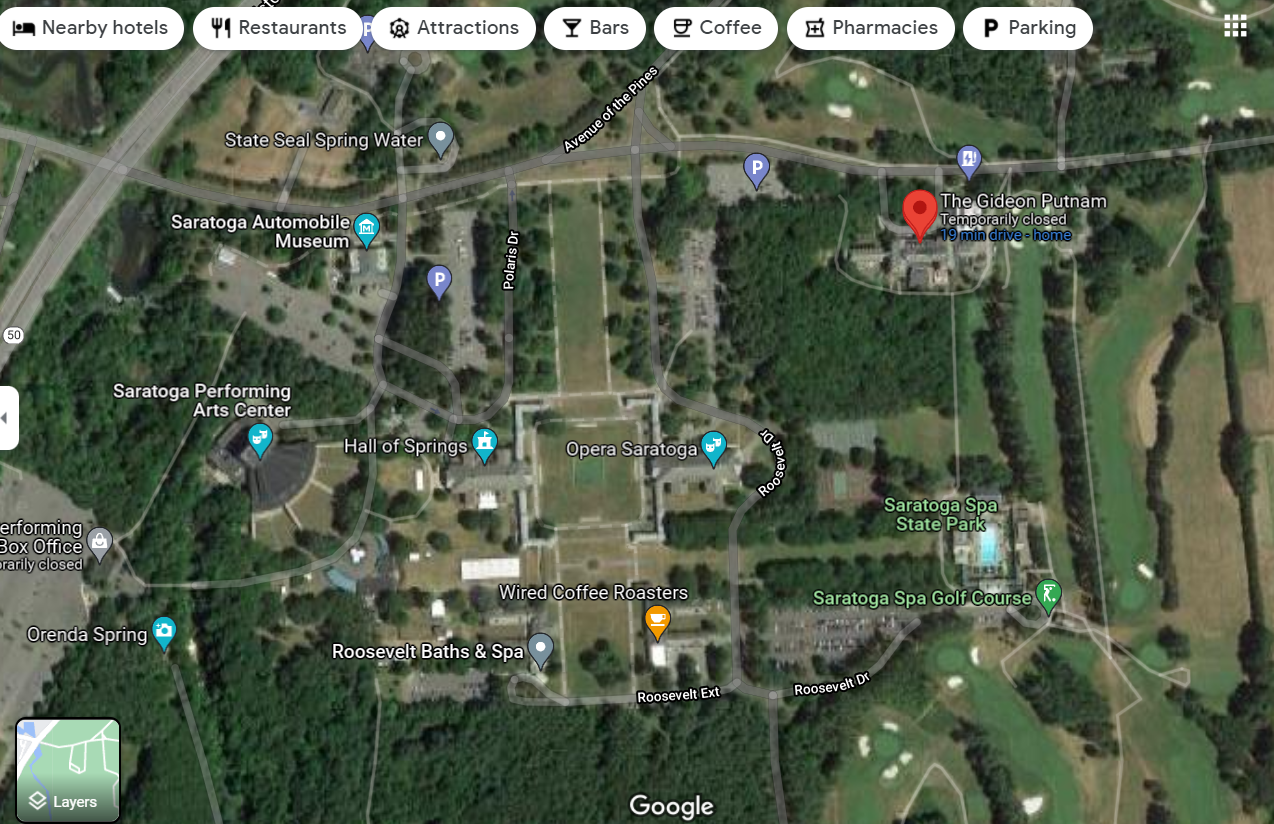 Nearby hotels
Restaurants
Attractions
Bars
Coffee
Pharmacies
Parking
P
Avenue of the Pines
State Seal Spring Water
P
The Gideon Putnam
Temporarily closed
19 min drive - home
Saratoga Automobile
Museum
Polaris Dr
P
50
Saratoga Performing
Arts Center
Hall of Springs
Opera Saratoga
Roosevelt Dr
Saratoga Spa
State Park
erforming
Box Office
orarily closed
Wired Coffee Roasters
Saratoga Spa Golf Course
Orenda Spring
Roosevelt Baths & Spa
Roosevelt Ext
Roosevelt Dr
Layers
Google